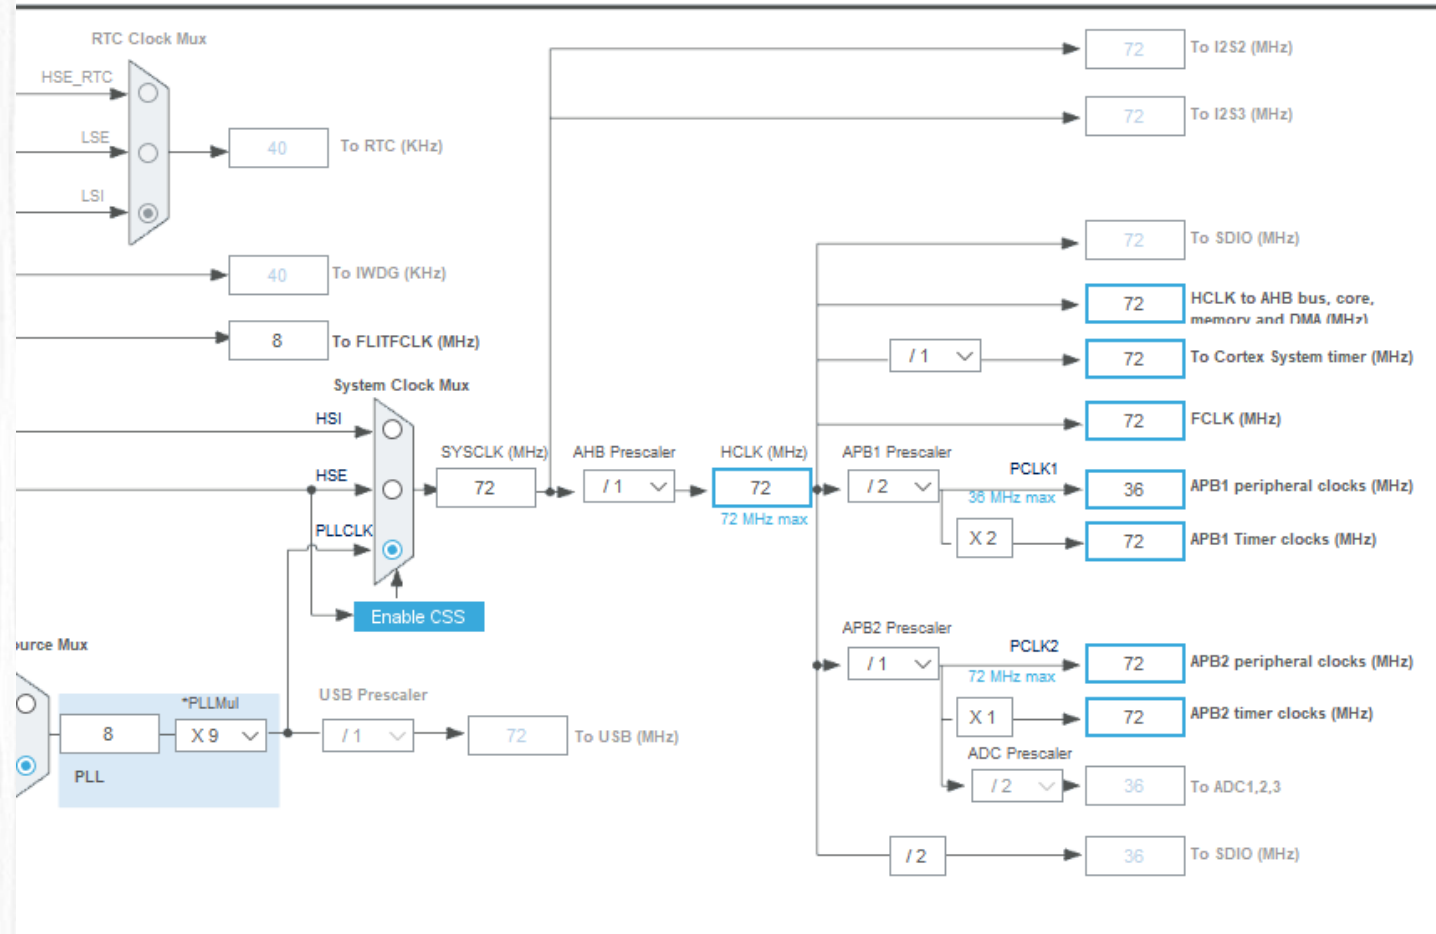 RTC Clock Mux
HSE_RTC
LSE
LSI
40
To RTC (KHz)
40
To IWDG (KHz)
8
To FLITFCLK (MHz)
System Clock Mux
HSI
HSE
PLLCLK
Enable CSS
SYSCLK (MHz)
72
AHB Prescaler
/ 1
HCLK (MHz)
72
72 MHz max
72
To I2S2 (MHz)
72
To I2S3 (MHz)
72
To SDIO (MHz)
72
HCLK to AHB bus, core,
memory and DMA (MHz)
/ 1
72
To Cortex System timer (MHz)
72
FCLK (MHz)
APB1 Prescaler
/ 2
PCLK1
36 MHz max
36
APB1 peripheral clocks (MHz)
X 2
72
APB1 Timer clocks (MHz)
APB2 Prescaler
/ 1
PCLK2
72 MHz max
72
APB2 peripheral clocks (MHz)
X 1
72
APB2 timer clocks (MHz)
ADC Prescaler
/ 2
36
To ADC1,2,3
/ 2
36
To SDIO (MHz)
ource Mux
8
*PLLMul
X 9
PLL
USB Prescaler
/ 1
72
To USB (MHz)